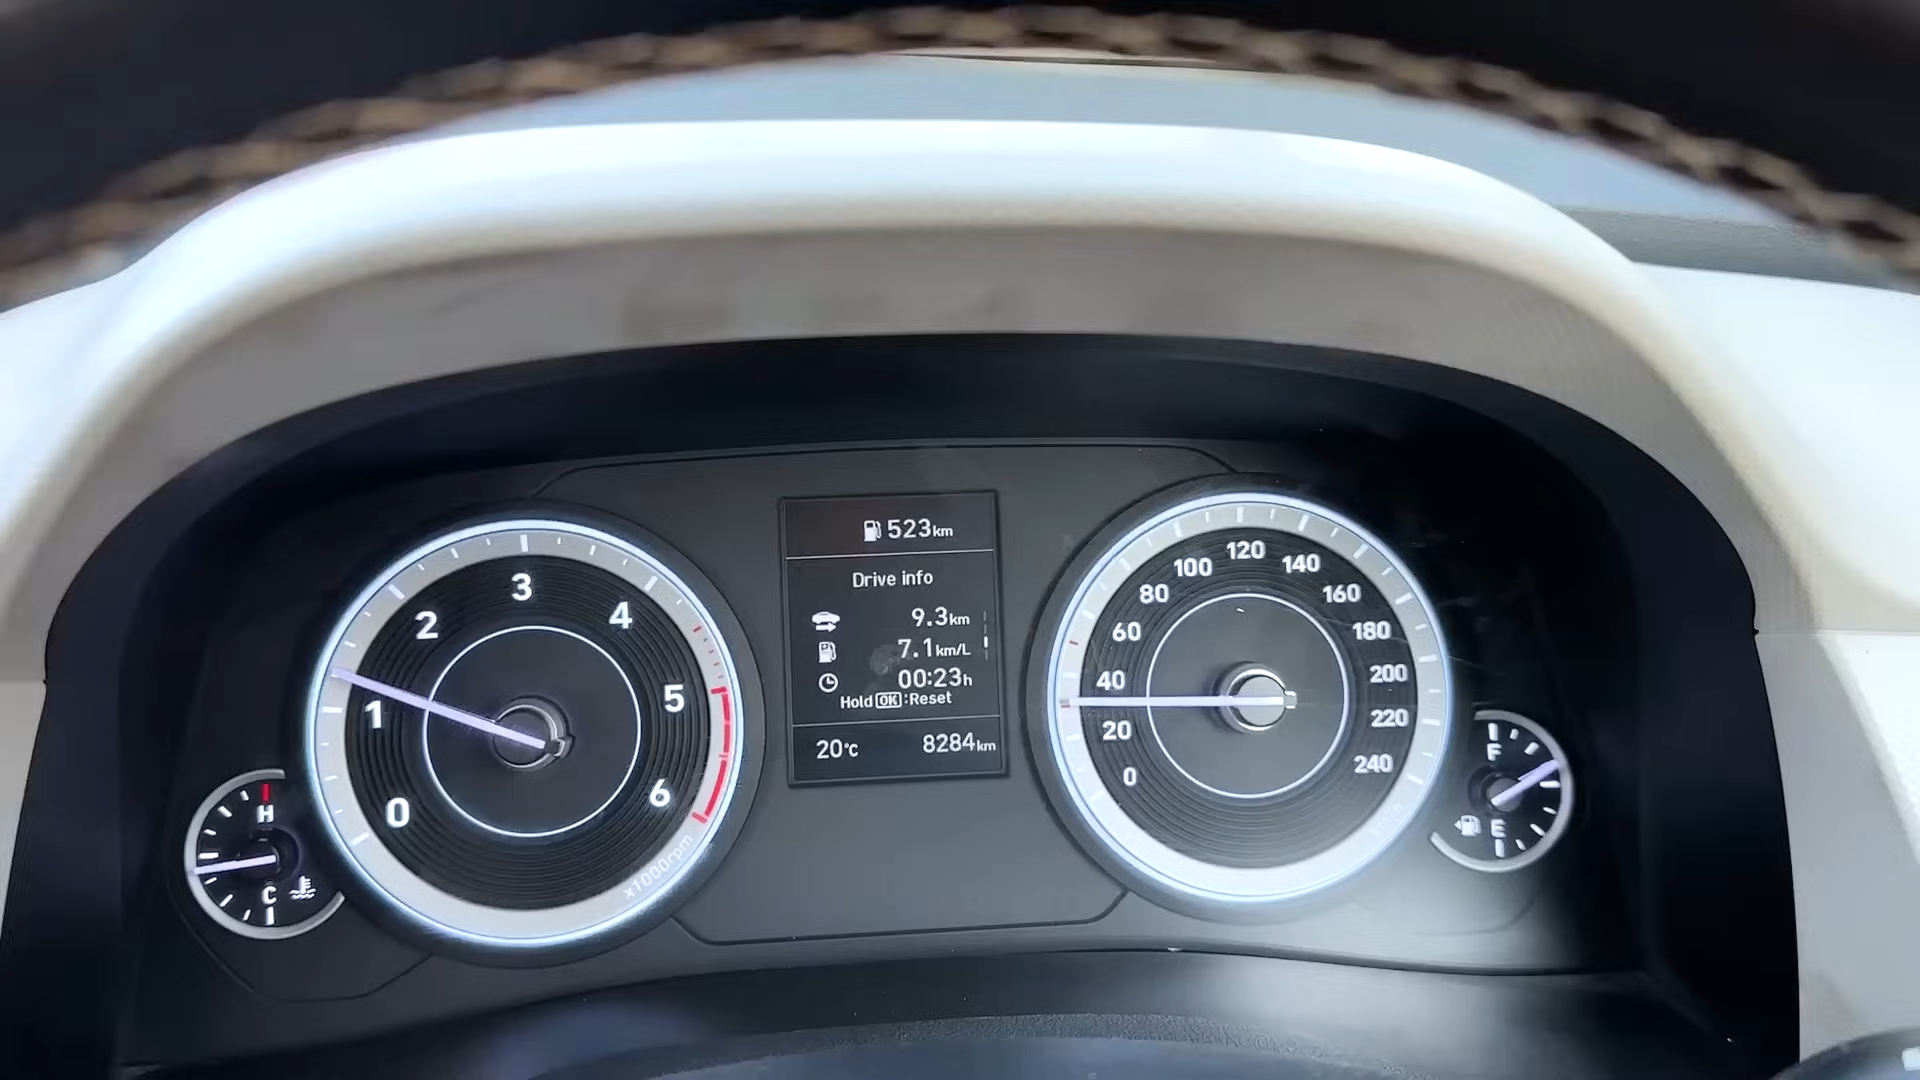 523km
Drive info
9.3km
7.1km/L
00:23h
Hold OK :Reset
20°C
8284km
0
1
2
3
4
5
6
x1000rpm
H
C
0
20
40
60
80
100
120
140
160
180
200
220
240
km/h
F
E